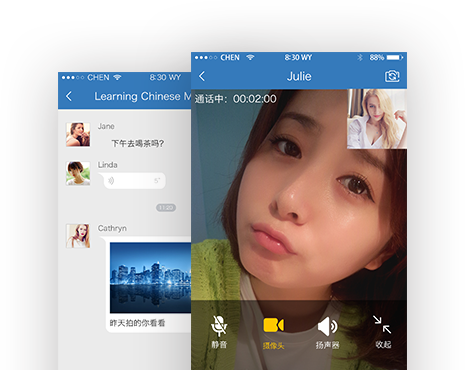 CHEN
8:30 WY
Learning Chinese M
Jane
下午去喝茶吗?
Linda
Cathryn
昨天拍的你看看
CHEN
8:30 WY
88%
Julie
通话中：00:02:00
静音
摄像头
扬声器
收起